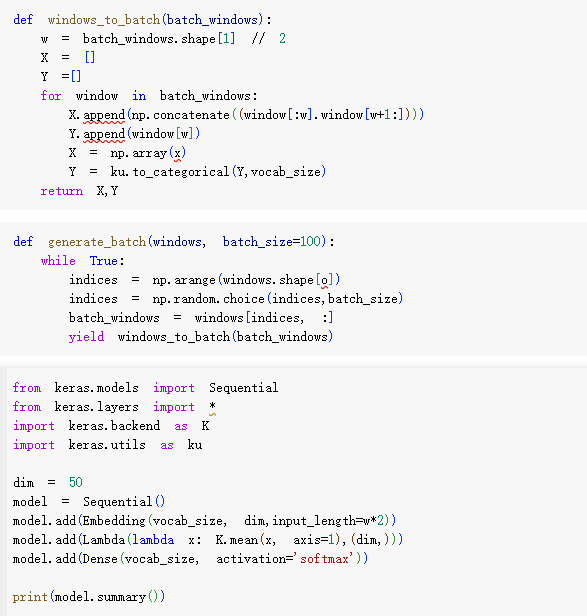 def windows_to_batch(batch_windows):
    w = batch_windows.shape[1] // 2
    X = []
    Y =[]
    for window in batch_windows:
        X.append(np.concatenate((window[:w].window[w+1:])))
        Y.append(window[w])
        X = np.array(x)
        Y = ku.to_categorical(Y,vocab_size)
    return X,Y
def generate_batch(windows, batch_size=100):
    while True:
        indices = np.arange(windows.shape[o])
        indices = np.random.choice(indices,batch_size)
        batch_windows = windows[indices, :]
        yield windows_to_batch(batch_windows)
from keras.models import Sequential
from keras.layers import *
import keras.backend as K
import keras.utils as ku
dim = 50
model = Sequential()
model.add(Embedding(vocab_size, dim,input_length=w*2))
model.add(Lambda(lambda x: K.mean(x, axis=1),(dim,)))
model.add(Dense(vocab_size, activation='softmax'))
print(model.summary())